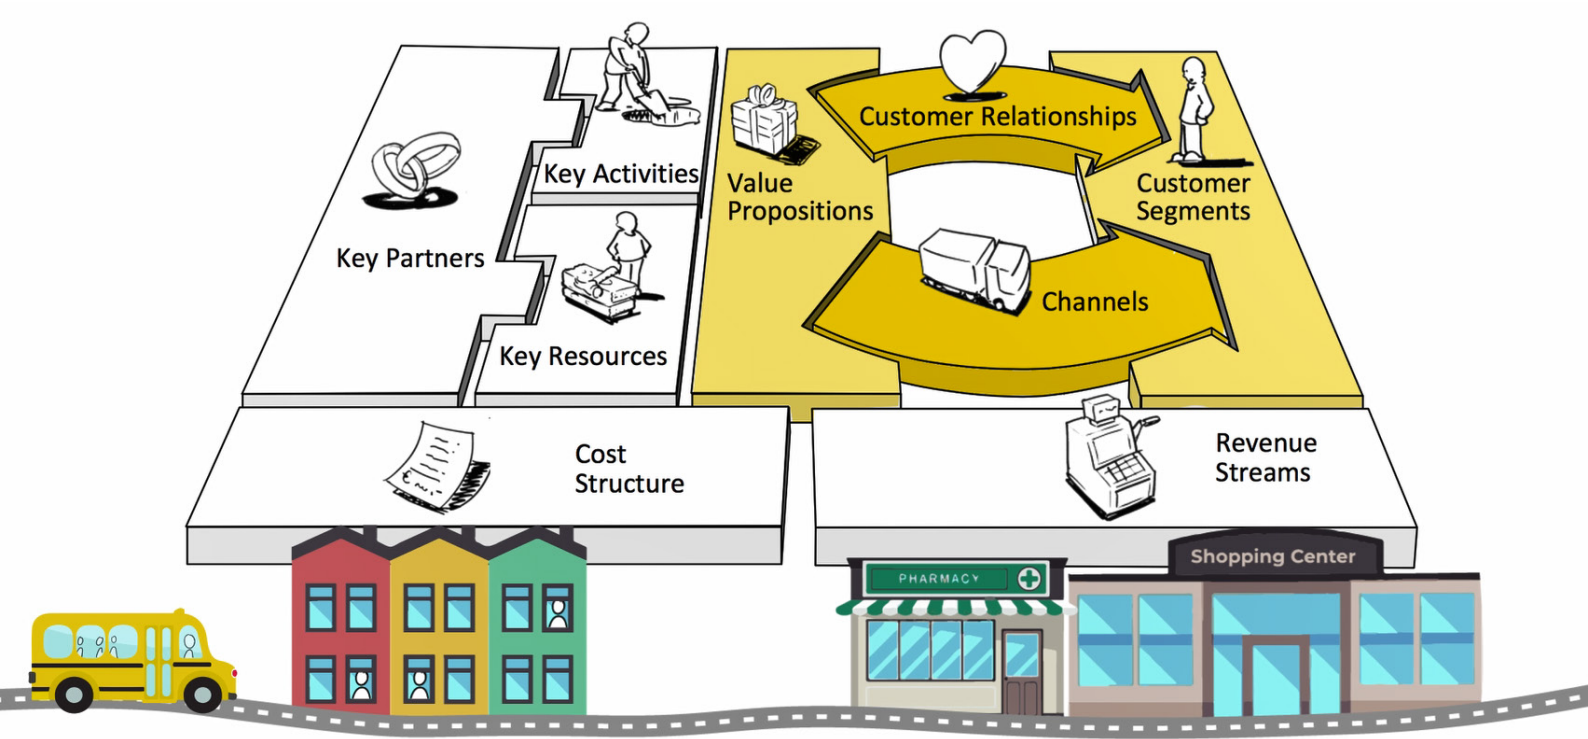 Key Partners
Key Activities
Key Resources
Value
Propositions
Customer Relationships
Channels
Customer
Segments
Cost
Structure
Revenue
Streams
PHARMACY
Shopping Center